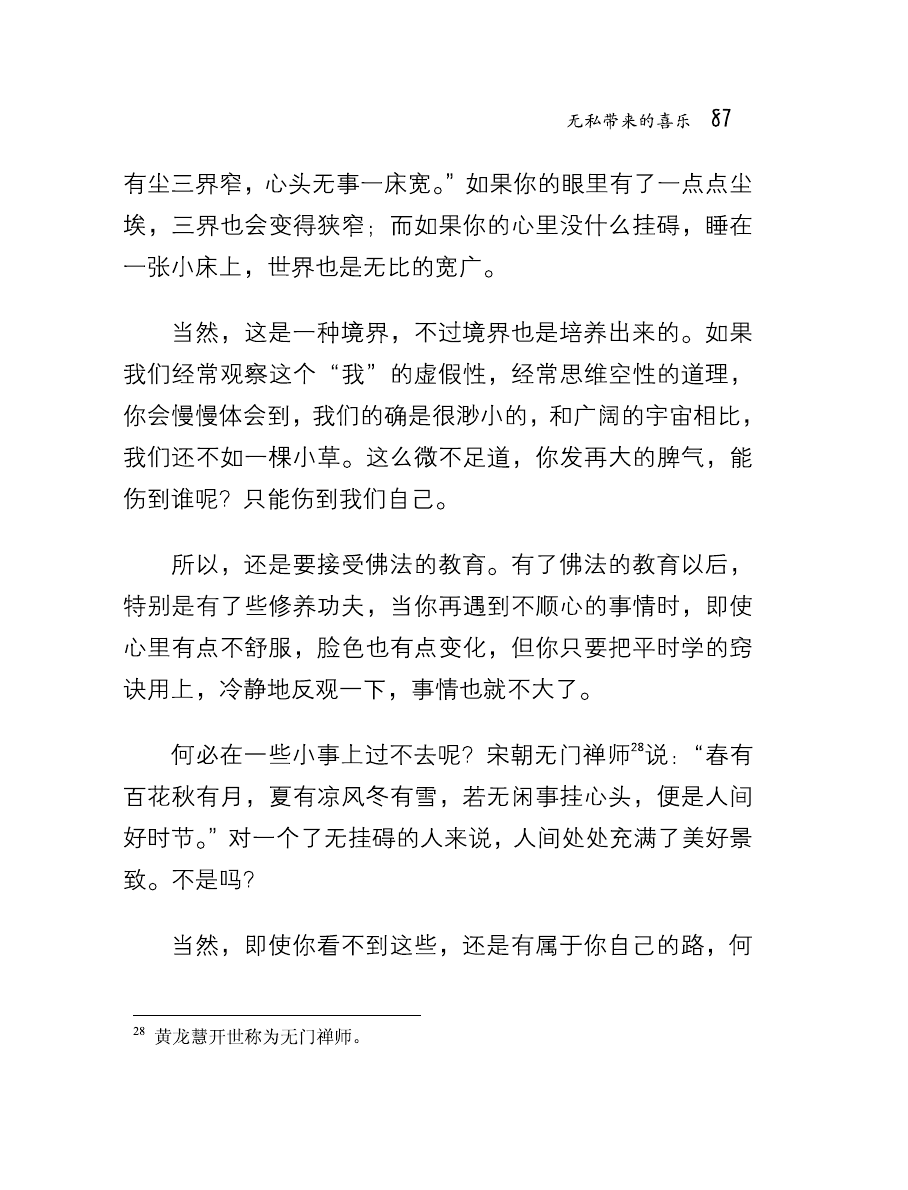 无私带来的喜乐 87
有尘三界窄，心头无事一床宽。”如果你的眼里有了一点点尘
埃，三界也会变得狭窄；而如果你的心里没什么挂碍，睡在
一张小床上，世界也是无比的宽广。
当然，这是一种境界，不过境界也是培养出来的。如果
我们经常观察这个“我”的虚假性，经常思维空性的道理，
你会慢慢体会到，我们的确是很渺小的，和广阔的宇宙相比，
我们还不如一棵小草。这么微不足道，你发再大的脾气，能
伤到谁呢？只能伤到我们自己。
所以，还是要接受佛法的教育。有了佛法的教育以后，
特别是有了些修养功夫，当你再遇到不顺心的事情时，即使
心里有点不舒服，脸色也有点变化，但你只要把平时学的窍
诀用上，冷静地反观一下，事情也就不大了。
何必在一些小事上过不去呢？宋朝无门禅师28说：“春有
百花秋有月，夏有凉风冬有雪，若无闲事挂心头，便是人间
好时节。”对一个了无挂碍的人来说，人间处处充满了美好景
致。不是吗？
当然，即使你看不到这些，还是有属于你自己的路，何
28 黄龙慧开世称为无门禅师。